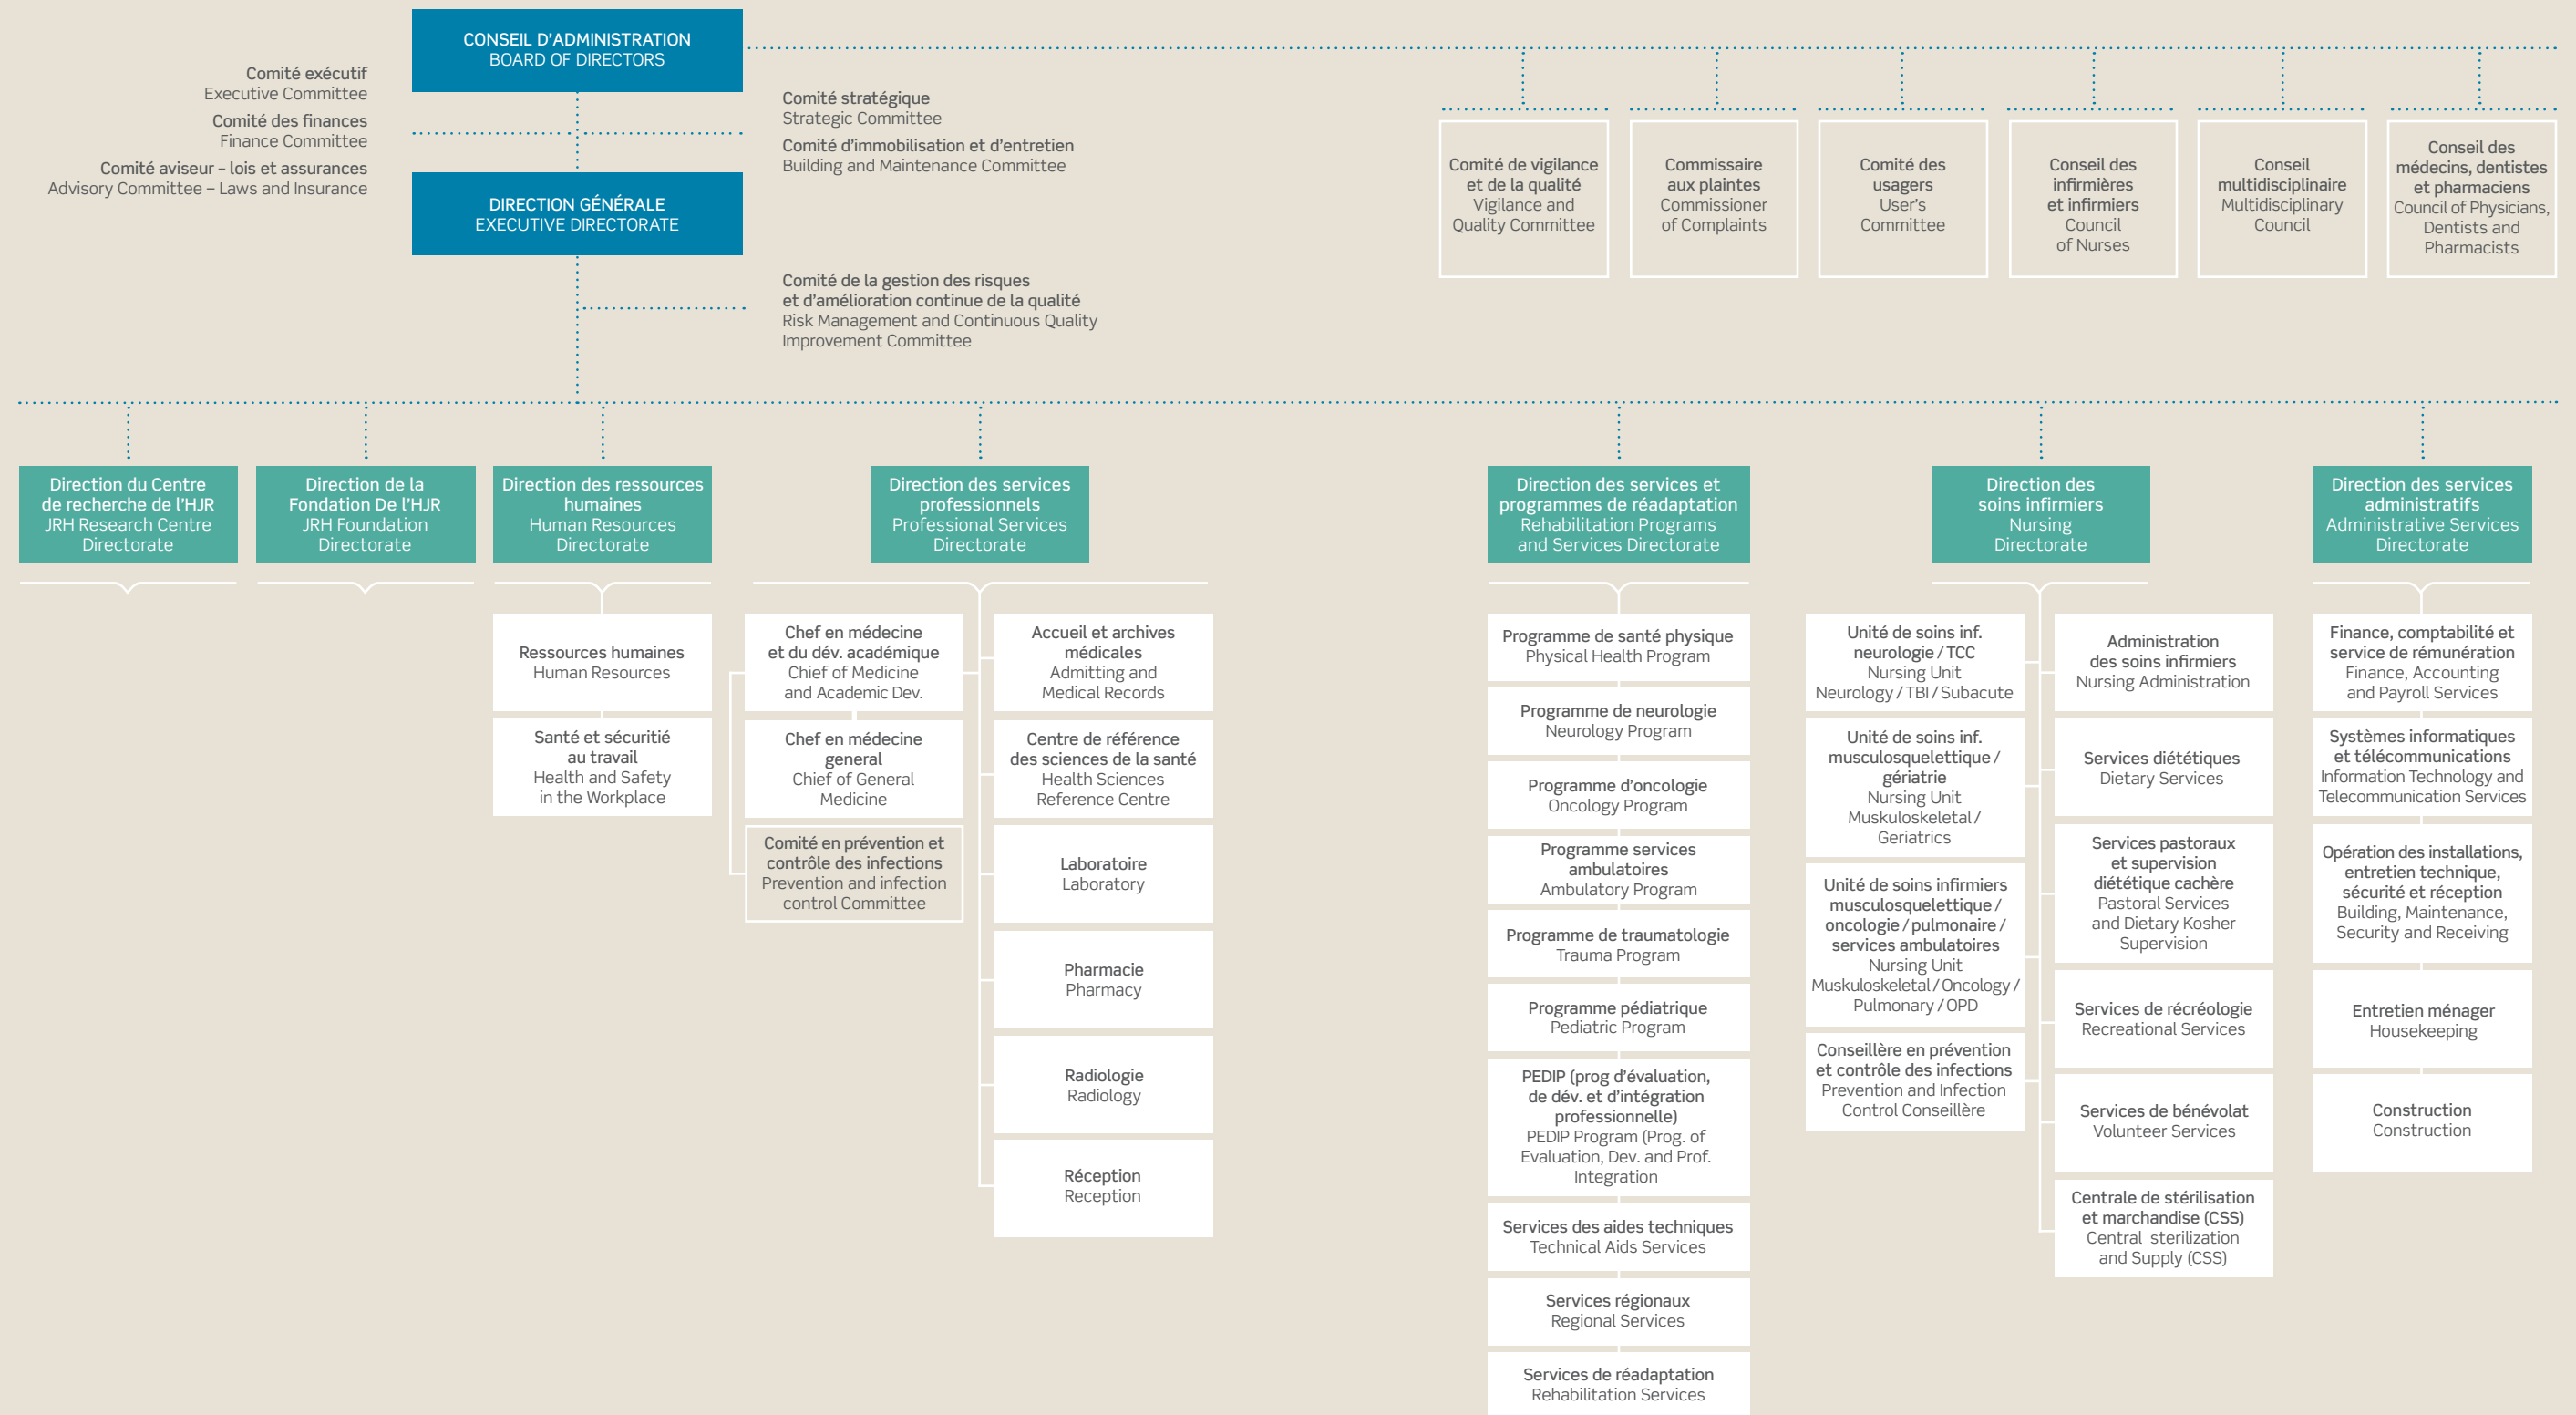 CONSEIL D'ADMINISTRATION
BOARD OF DIRECTORS
Comité exécutif
Executive Committee
Comité des finances
Finance Committee
Comité aviseur – lois et assurances
Advisory Committee – Laws and Insurance
Comité stratégique
Strategic Committee
Comité d'immobilisation et d'entretien
Building and Maintenance Committee
DIRECTION GÉNÉRALE
EXECUTIVE DIRECTORATE
Comité de la gestion des risques
et d'amélioration continue de la qualité
Risk Management and Continuous Quality
Improvement Committee
Comité de vigilance
et de la qualité
Vigilance and
Quality Committee
Commissaire
aux plaintes
Commissioner
of Complaints
Comité des
usagers
User's
Committee
Conseil des
infirmières
et infirmiers
Council
of Nurses
Conseil
multidisciplinaire
Multidisciplinary
Council
Conseil des
médecins, dentistes
et pharmaciens
Council of Physicians,
Dentists and
Pharmacists
Direction du Centre
de recherche de l'HJR
JRH Research Centre
Directorate
Direction de la
Fondation De l'HJR
JRH Foundation
Directorate
Direction des ressources
humaines
Human Resources
Directorate
Ressources humaines
Human Resources
Santé et sécuritié
au travail
Health and Safety
in the Workplace
Direction des services
professionnels
Professional Services
Directorate
Chef en médecine
et du dév. académique
Chief of Medicine
and Academic Dev.
Chef en médecine
general
Chief of General
Medicine
Comité en prévention et
contrôle des infections
Prevention and infection
control Committee
Accueil et archives
médicales
Admitting and
Medical Records
Centre de référence
des sciences de la santé
Health Sciences
Reference Centre
Laboratoire
Laboratory
Pharmacie
Pharmacy
Radiologie
Radiology
Réception
Reception
Direction des services et
programmes de réadaptation
Rehabilitation Programs
and Services Directorate
Programme de santé physique
Physical Health Program
Programme de neurologie
Neurology Program
Programme d'oncologie
Oncology Program
Programme services
ambulatoires
Ambulatory Program
Programme de traumatologie
Trauma Program
Programme pédiatrique
Pediatric Program
PEDIP (prog d'évaluation,
de dév. et d'intégration
professionnelle)
PEDIP Program (Prog. of
Evaluation, Dev. and Prof.
Integration
Services des aides techniques
Technical Aids Services
Services régionaux
Regional Services
Services de réadaptation
Rehabilitation Services
Direction des
soins infirmiers
Nursing
Directorate
Unité de soins inf.
neurologie / TCC
Nursing Unit
Neurology / TBI / Subacute
Unité de soins inf.
musculosquelettique /
gériatrie
Nursing Unit
Muskuloskeletal /
Geriatrics
Unité de soins infirmiers
musculosquelettique /
oncologie / pulmonaire /
services ambulatoires
Nursing Unit
Muskuloskeletal / Oncology /
Pulmonary / OPD
Conseillère en prévention
et contrôle des infections
Prevention and Infection
Control Conseillère
Administration
des soins infirmiers
Nursing Administration
Services diététiques
Dietary Services
Services pastoraux
et supervision
diététique cachère
Pastoral Services
and Dietary Kosher
Supervision
Services de récréologie
Recreational Services
Services de bénévolat
Volunteer Services
Centrale de stérilisation
et marchandise (CSS)
Central sterilization
and Supply (CSS)
Direction des services
administratifs
Administrative Services
Directorate
Finance, comptabilité et
service de rémunération
Finance, Accounting
and Payroll Services
Systèmes informatiques
et télécommunications
Information Technology and
Telecommunication Services
Opération des installations,
entretien technique,
sécurité et réception
Building, Maintenance,
Security and Receiving
Entretien ménager
Housekeeping
Construction
Construction